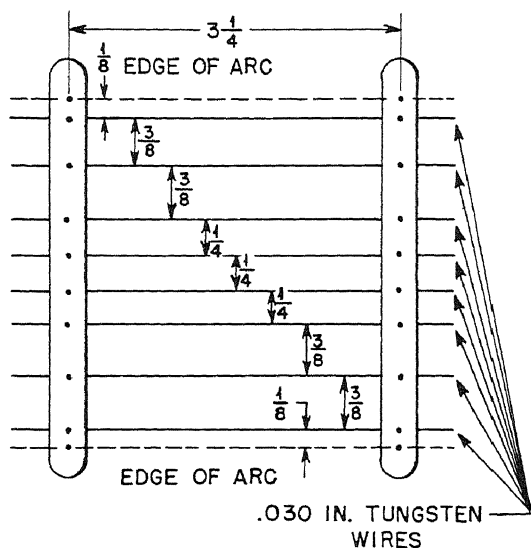 3 1/4
1/8 EDGE OF ARC
3/8
3/8
1/4
1/4
1/4
3/8
1/8
3/8
EDGE OF ARC
.030 IN. TUNGSTEN
WIRES